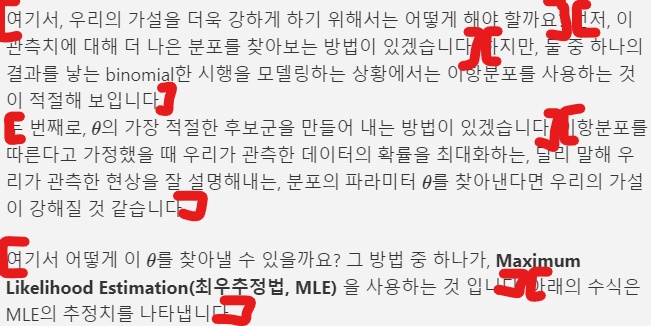 여기서, 우리의 가설을 더욱 강하게 하기 위해서는 어떻게 해야 할까요 먼저, 이
관측치에 대해 더 나은 분포를 찾아보는 방법이 있겠습니다 하지만, 둘 중 하나의
결과를 낳는 binomial한 시행을 모델링하는 상황에서는 이항분포를 사용하는 것
이 적절해 보입니다
번째로, θ의 가장 적절한 후보군을 만들어 내는 방법이 있겠습니다 이항분포를
따른다고 가정했을 때 우리가 관측한 데이터의 확률을 최대화하는, 달리 말해 우
리가 관측한 현상을 잘 설명해내는, 분포의 파라미터 θ를 찾아낸다면 우리의 가설
이 강해질 것 같습니다
여기서 어떻게 이 θ를 찾아낼 수 있을까요? 그 방법 중 하나가, Maximum
Likelihood Estimation(최우추정법, MLE) 을 사용하는 것 입니다 아래의 수식은
MLE의 추정치를 나타냅니다